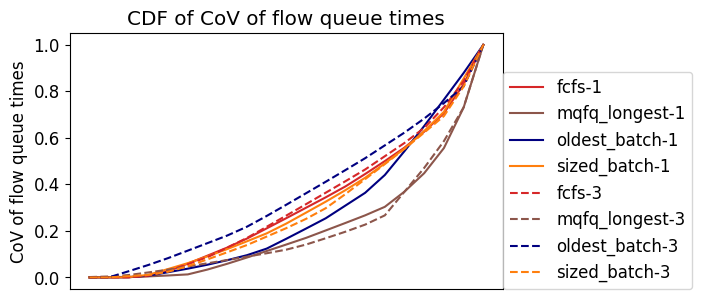 CDF of CoV of flow queue times
CoV of flow queue times
1.0
0.8
0.6
0.4
0.2
0.0
fcfs-1
mqfq_longest-1
oldest_batch-1
sized_batch-1
fcfs-3
mqfq_longest-3
oldest_batch-3
sized_batch-3